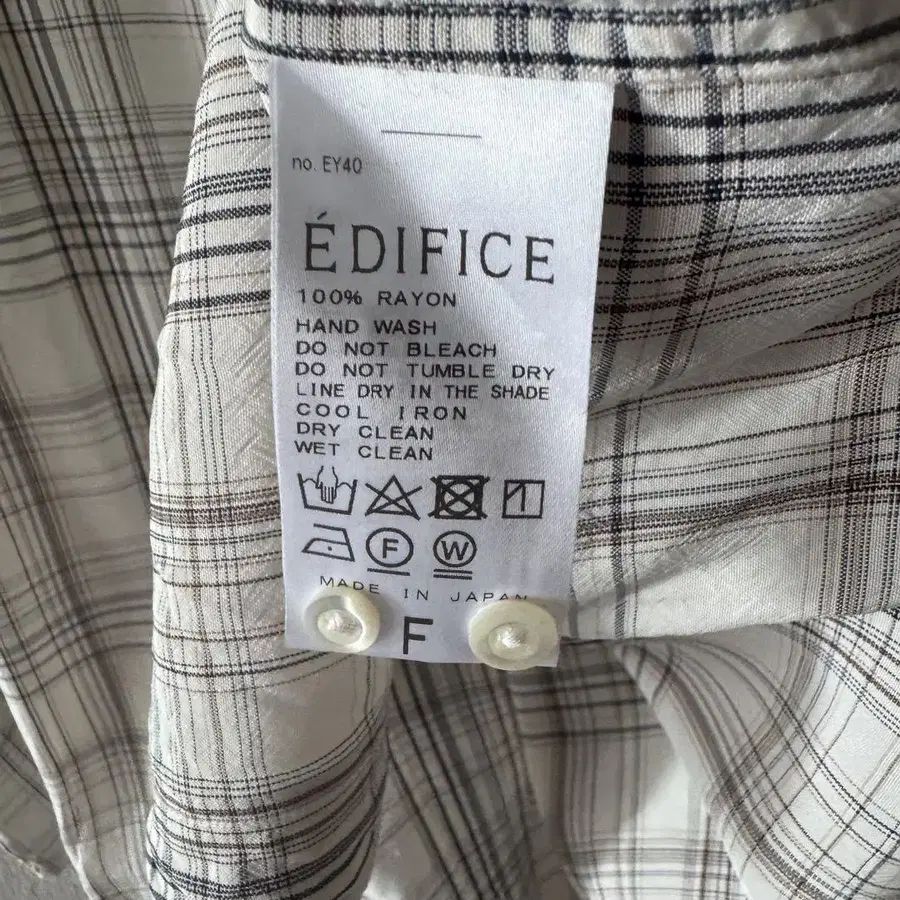 no. EY40
ÉDIFICE
100% RAYON
HAND WASH
DO NOT BLEACH
DO NOT TUMBLE DRY
LINE DRY IN THE SHADE
COOL IRON
DRY CLEAN
WET CLEAN
F W
MADE IN JAPAN
F